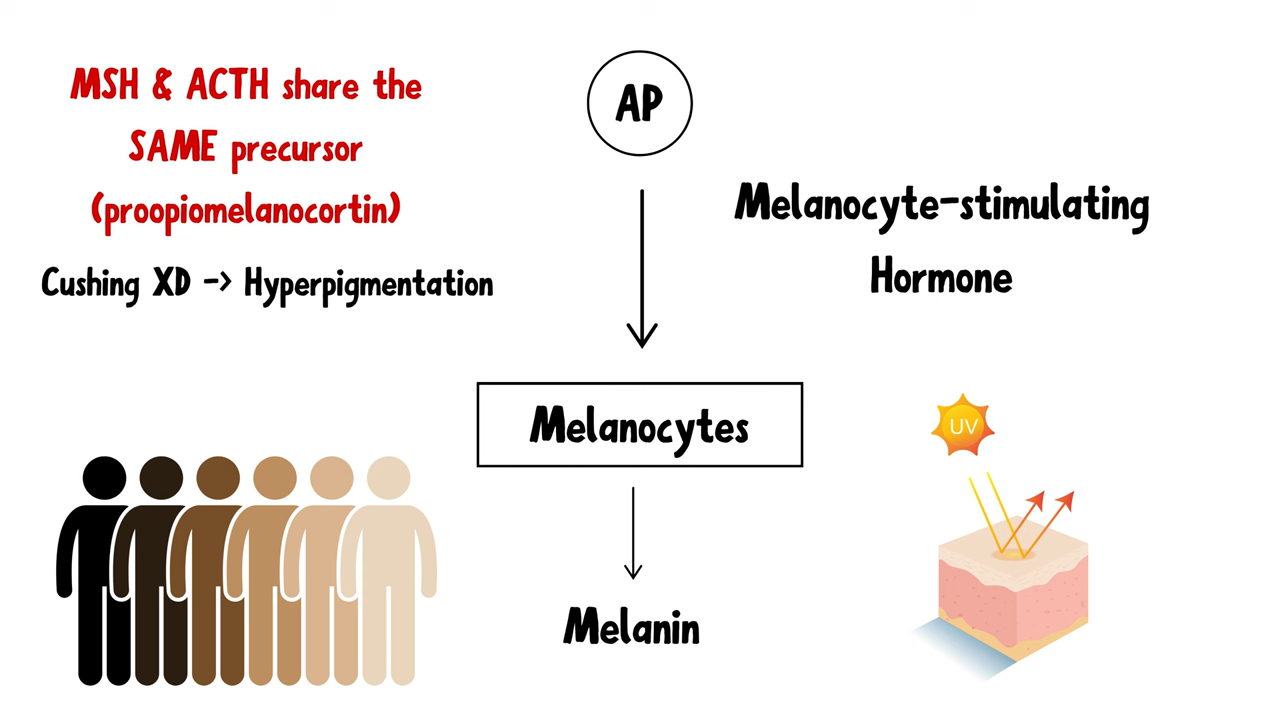 MSH & ACTH share the
SAME precursor
(proopiomelanocortin)
Cushing XD -> Hyperpigmentation
AP
Melanocyte-stimulating
Hormone
Melanocytes
Melanin
UV